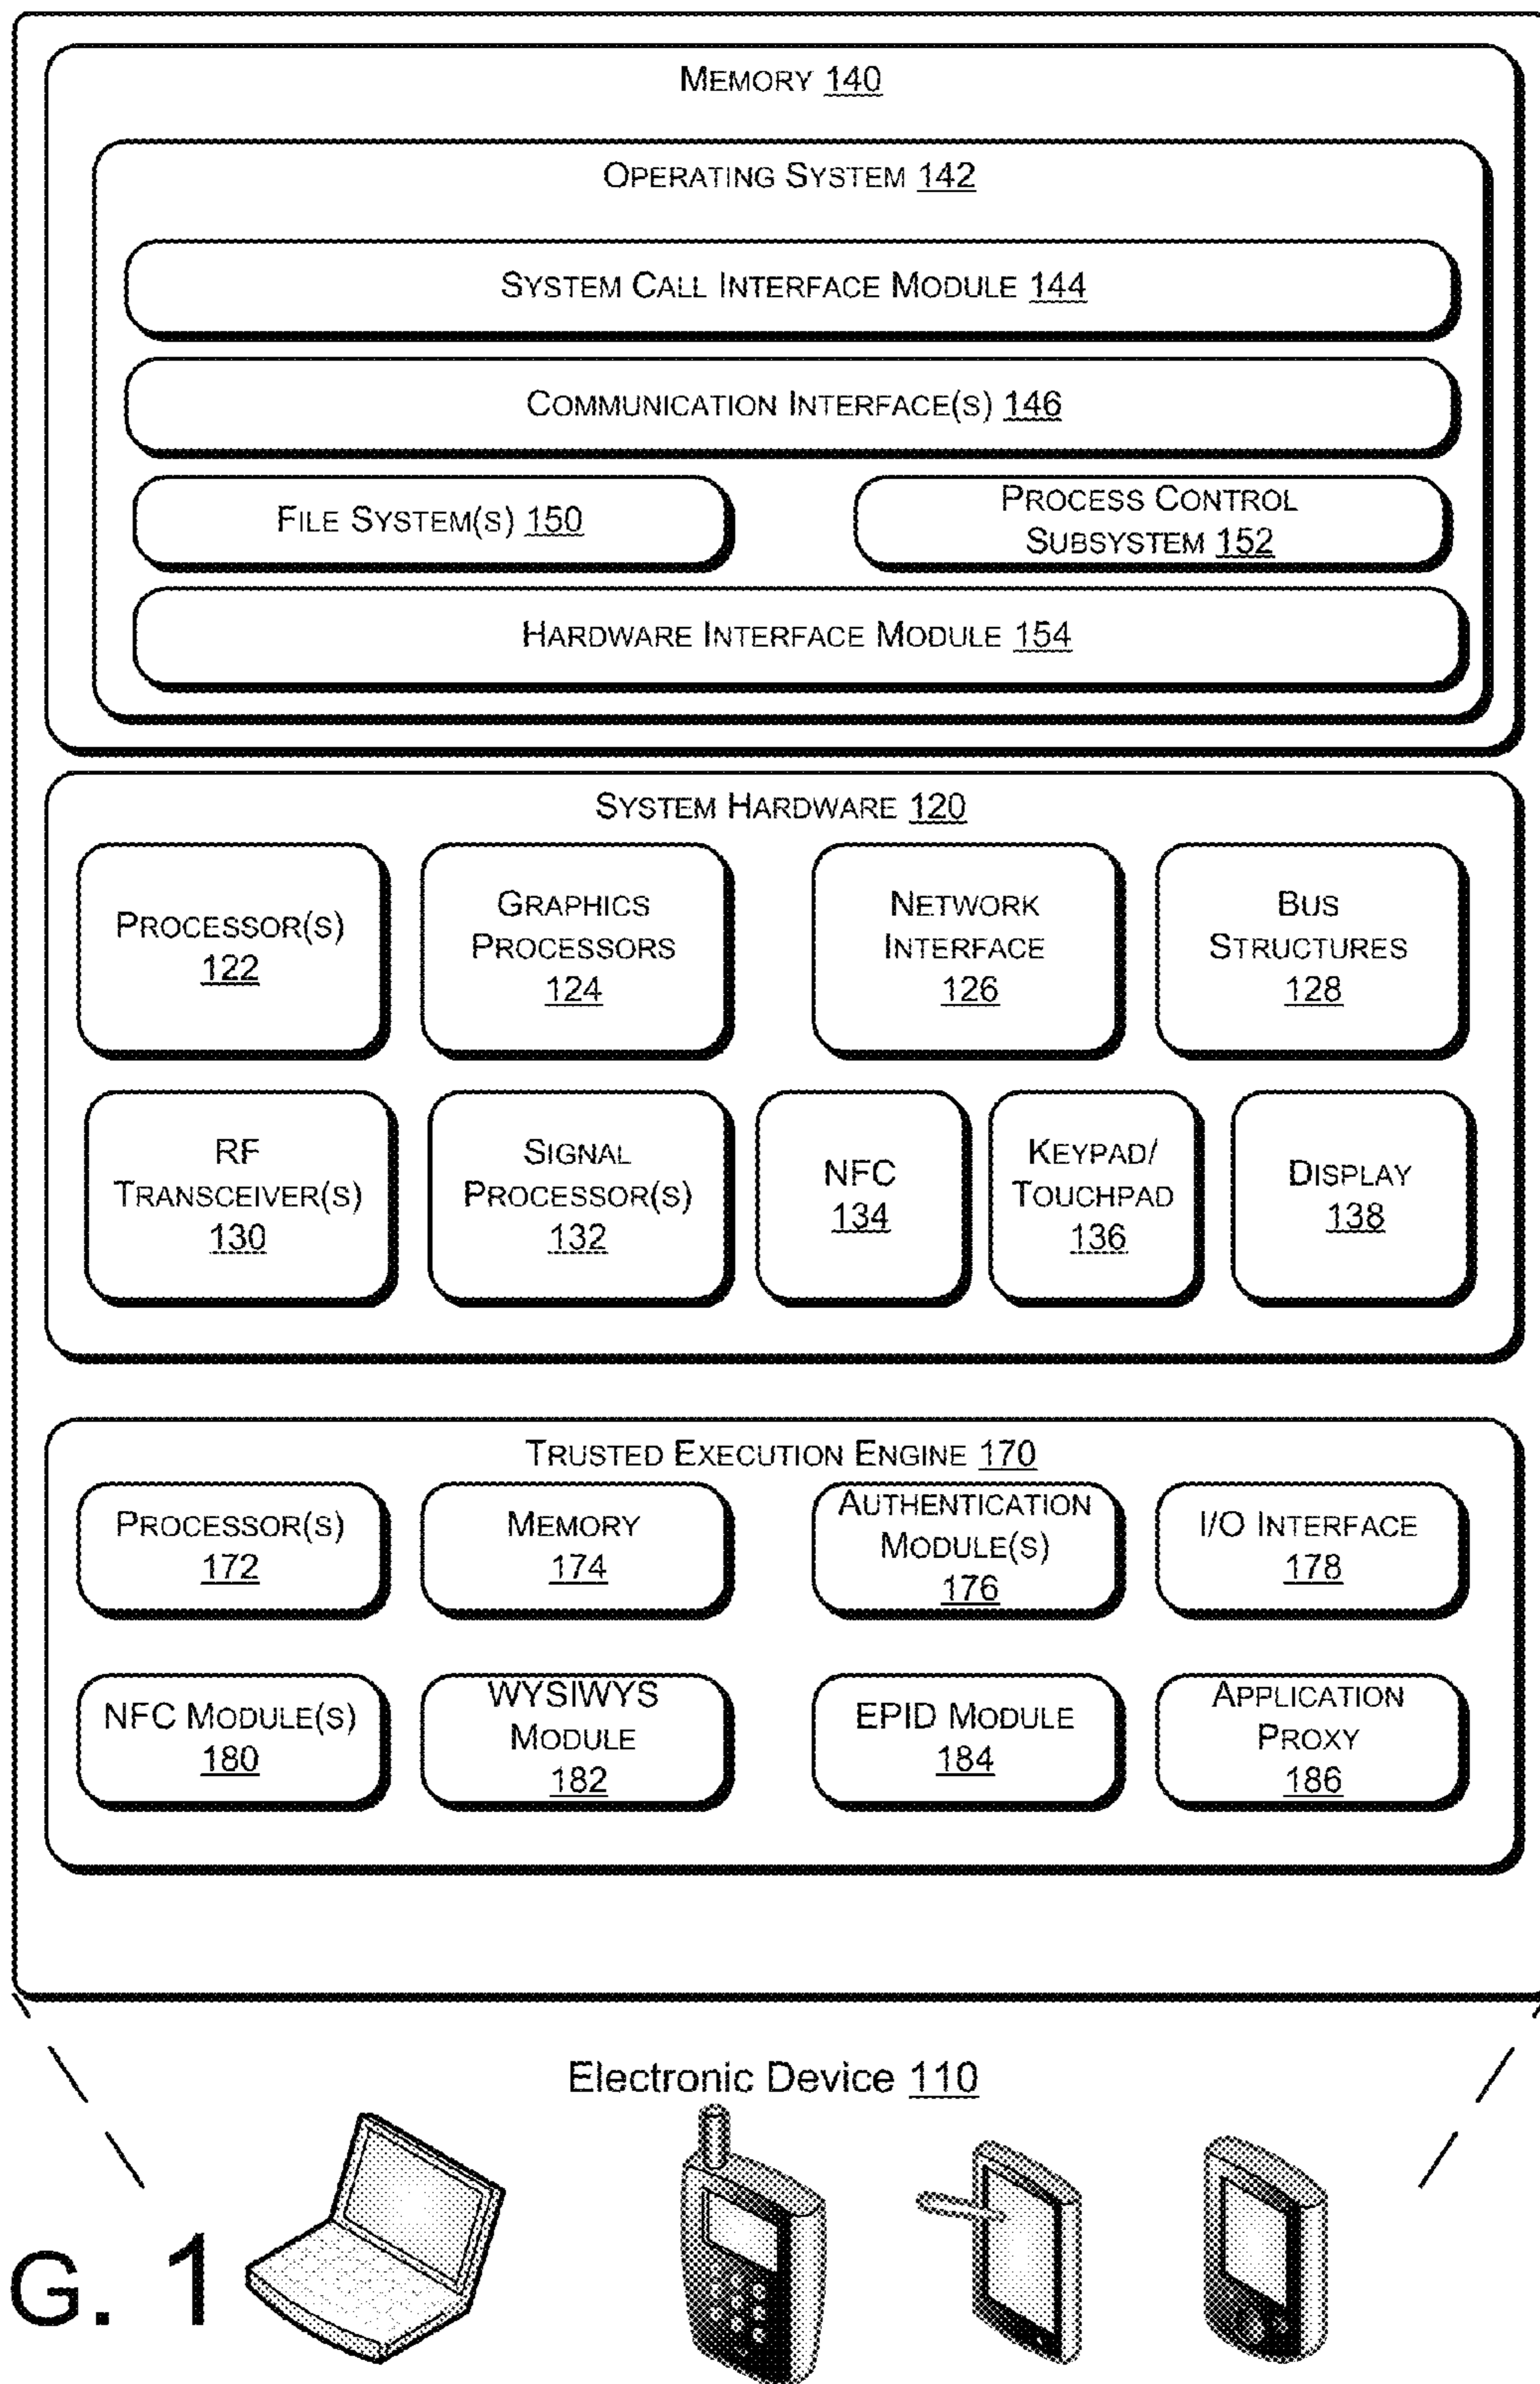 MEMORY 140
OPERATING SYSTEM 142
SYSTEM CALL INTERFACE MODULE 144
COMMUNICATION INTERFACE(S) 146
FILE SYSTEM(S) 150
PROCESS CONTROL
SUBSYSTEM 152
HARDWARE INTERFACE MODULE 154
SYSTEM HARDWARE 120
PROCESSOR(S)
122
GRAPHICS
PROCESSORS
124
NETWORK
INTERFACE
126
BUS
STRUCTURES
128
RF
TRANSCEIVER(S)
130
SIGNAL
PROCESSOR(S)
132
NFC
134
KEYPAD/
TOUCHPAD
136
DISPLAY
138
TRUSTED EXECUTION ENGINE 170
PROCESSOR(S)
172
MEMORY
174
AUTHENTICATION
MODULE(S)
176
I/O INTERFACE
178
NFC MODULE(S)
180
WYSIWYS
MODULE
182
EPID MODULE
184
APPLICATION
PROXY
186
Electronic Device 110
G. 1